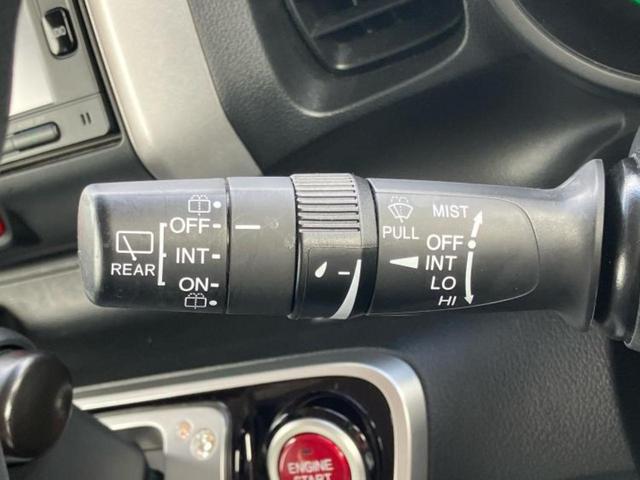 REAR
OFF
INT
ON
PULL
MIST
OFF
INT
LO
HI
ENGINE
START